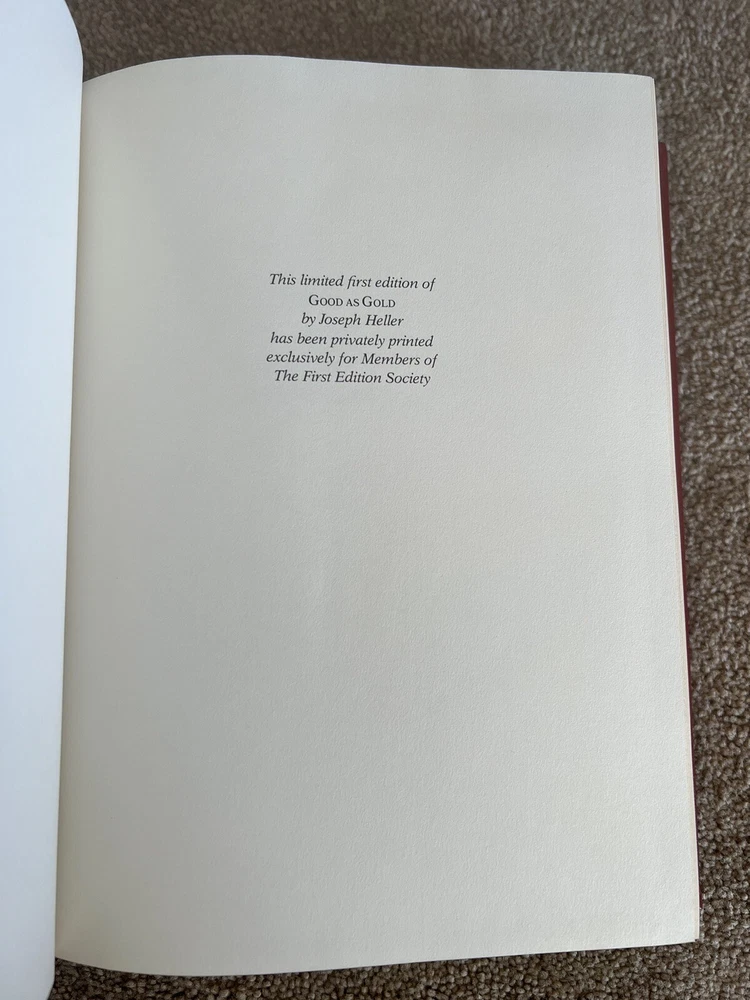 This limited first edition of
GOOD AS GOLD
by Joseph Heller
has been privately printed
exclusively for Members of
The First Edition Society